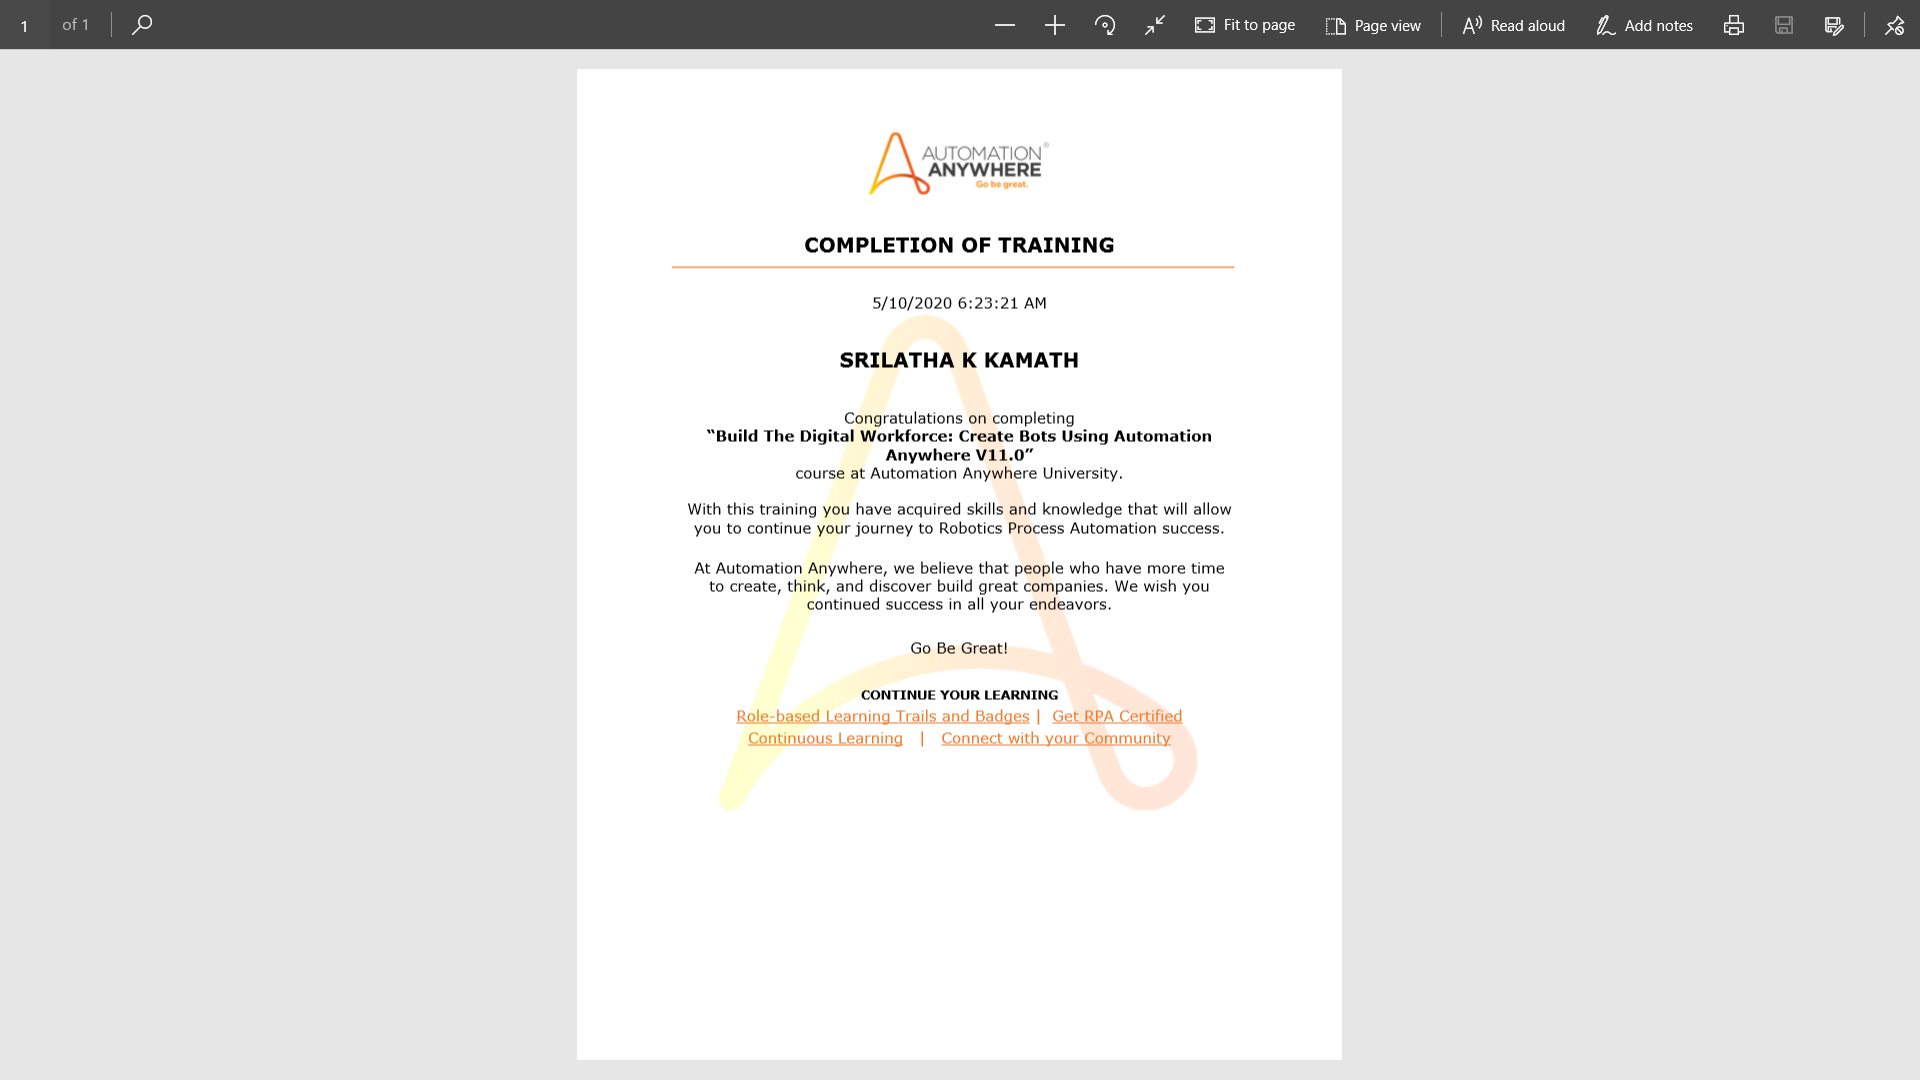 1 of 1 Fit to page Page view Read aloud Add notes
AUTOMATION®
ANYWHERE
Go be great.
COMPLETION OF TRAINING
5/10/2020 6:23:21 AM
SRILATHA K KAMATH
Congratulations on completing
“Build The Digital Workforce: Create Bots Using Automation
Anywhere V11.0”
course at Automation Anywhere University.
With this training you have acquired skills and knowledge that will allow
you to continue your journey to Robotics Process Automation success.
At Automation Anywhere, we believe that people who have more time
to create, think, and discover build great companies. We wish you
continued success in all your endeavors.
Go Be Great!
CONTINUE YOUR LEARNING
Role-based Learning Trails and Badges | Get RPA Certified
Continuous Learning | Connect with your Community